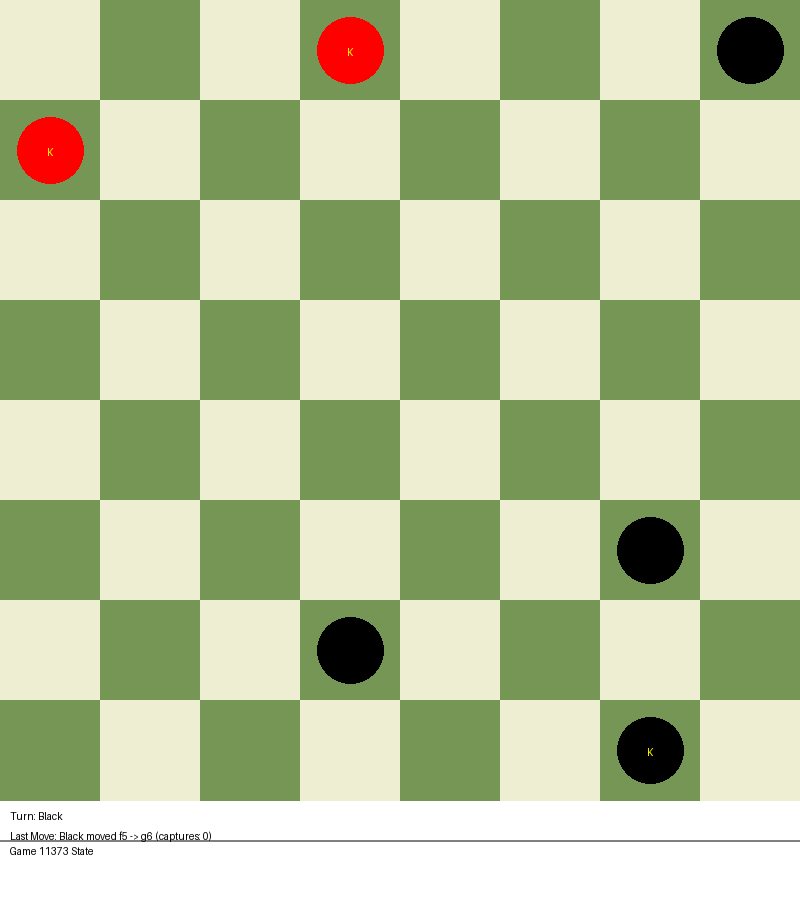 K
K
K
Turn: Black
Last Move: Black moved f5 -> g6 (captures: 0)
Game 11373 State